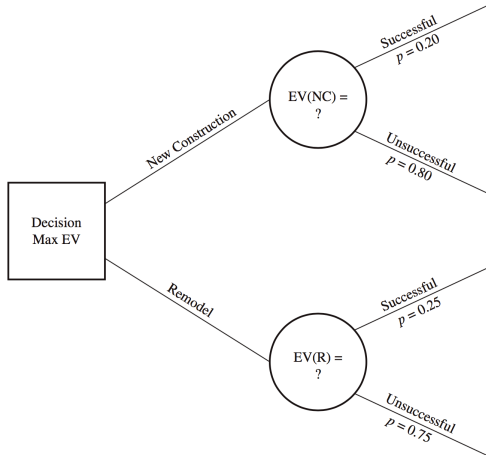 Successful
p = 0.20
EV(NC) =
?
New Construction
Unsuccessful
p = 0.80
Decision
Max EV
Remodel
Successful
p = 0.25
EV(R) =
?
Unsuccessful
p = 0.75